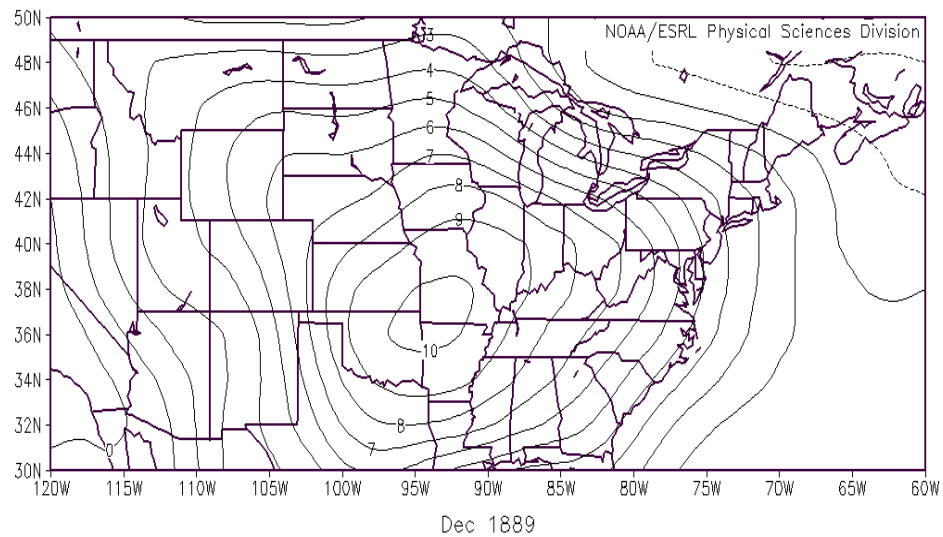 50N
NOAA/ESRL Physical Sciences Division
3
48N
4
46N
5
6
44N
7
8
42N
9
40N
38N
36N
10
34N
32N
8
7
0
30N
120W 115W 110W 105W 100W 95W 90W 85W 80W 75W 70W 65W 60W
Dec 1889